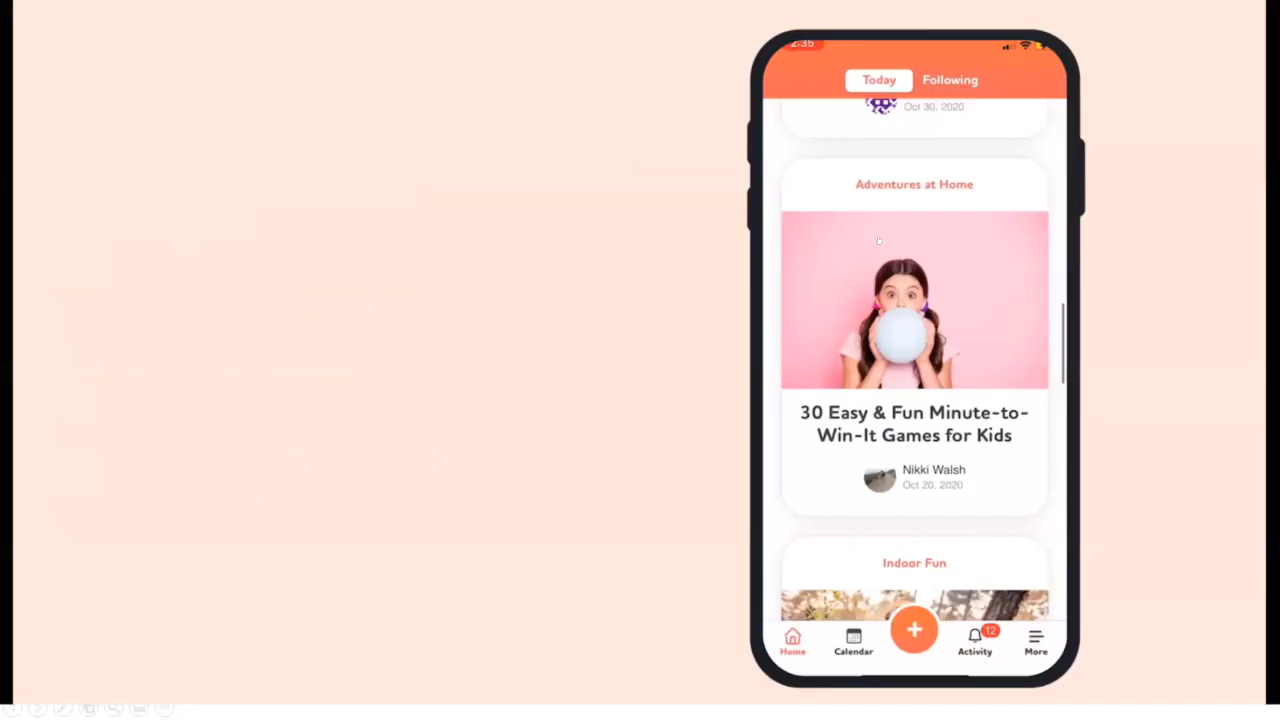 2:35
Today Following
Oct 30, 2020
Adventures at Home
30 Easy & Fun Minute-to-
Win-It Games for Kids
Nikki Walsh
Oct 20, 2020
Indoor Fun
12
Home Calendar + Activity More